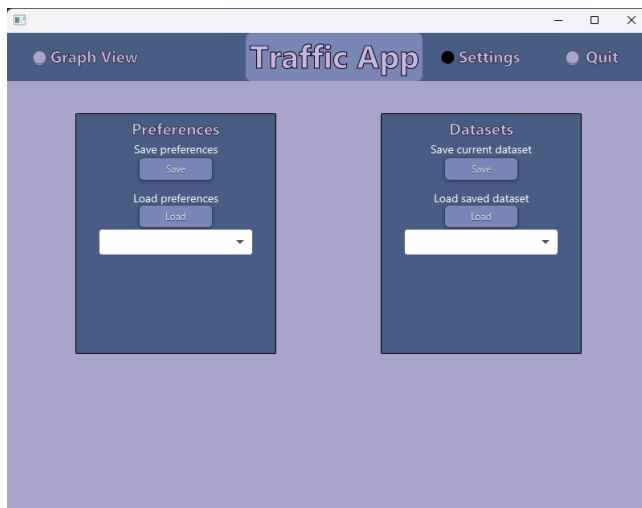 Graph View
Traffic App
Settings
Quit
Preferences
Save preferences
Save
Load preferences
Load
Datasets
Save current dataset
Save
Load saved dataset
Load